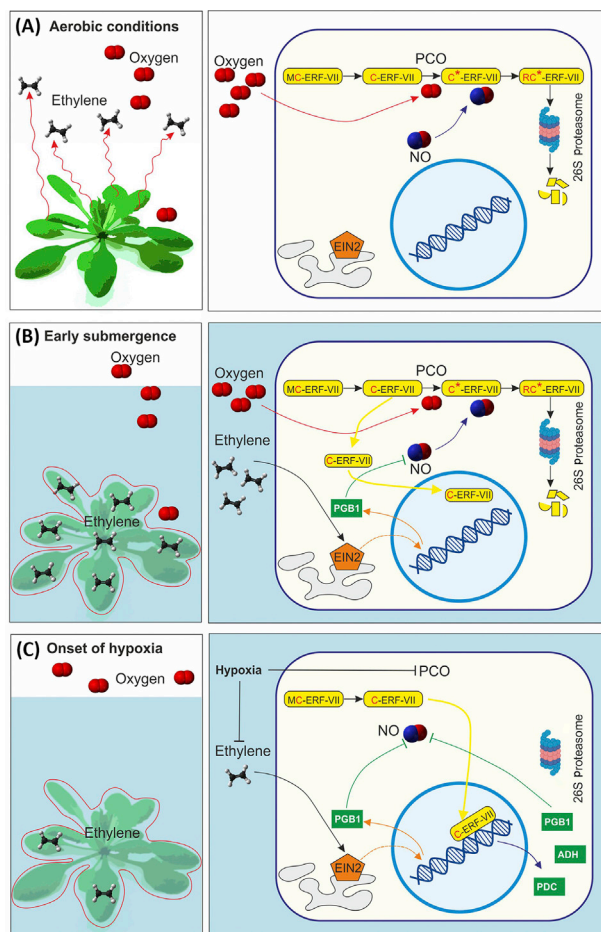 (A) Aerobic conditions
Oxygen
Ethylene
Oxygen
PCO
MC-ERF-VII
C-ERF-VII
C*-ERF-VII
RC*-ERF-VII
NO
26S Proteasome
EIN2
(B) Early submergence
Oxygen
Ethylene
Oxygen
PCO
MC-ERF-VII
C-ERF-VII
C*-ERF-VII
RC*-ERF-VII
Ethylene
C-ERF-VII
NO
26S Proteasome
C-ERF-VII
PGB1
EIN2
(C) Onset of hypoxia
Oxygen
Ethylene
Hypoxia
PCO
MC-ERF-VII
C-ERF-VII
NO
Ethylene
26S Proteasome
C-ERF-VII
PGB1
PGB1
ADH
EIN2
PDC